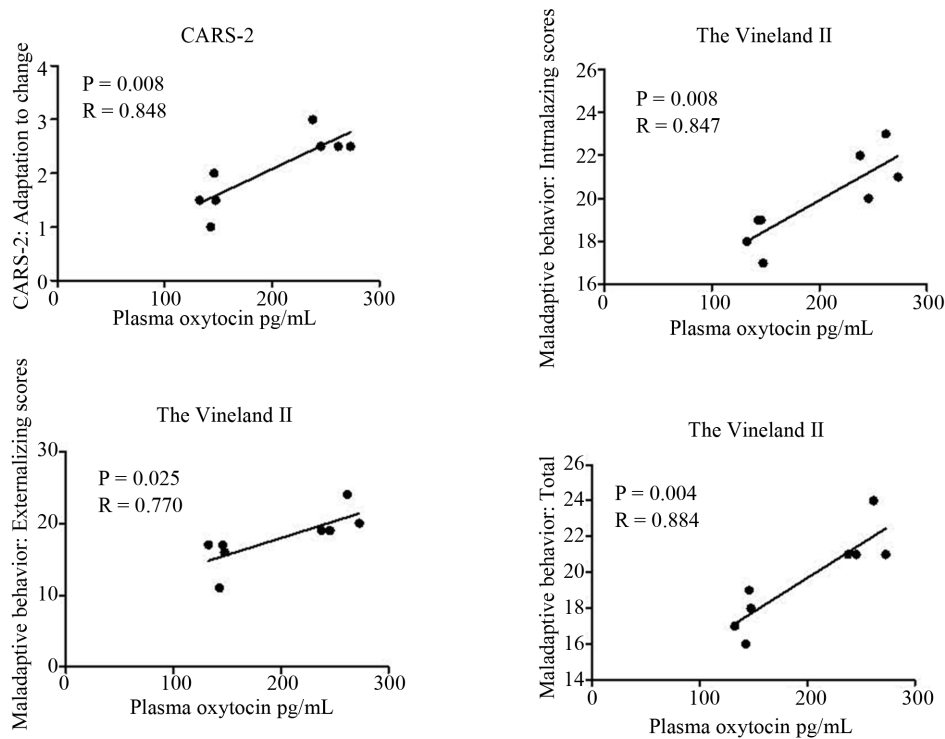 CARS-2
CARS-2: Adaptation to change
4
3
2
1
0
P = 0.008
R = 0.848
0
100
200
300
Plasma oxytocin pg/mL
The Vineland II
Maladaptive behavior: Intrnalazing scores
26
24
22
20
18
16
P = 0.008
R = 0.847
0
100
200
300
Plasma oxytocin pg/mL
The Vineland II
Maladaptive behavior: Externalizing scores
30
20
10
0
P = 0.025
R = 0.770
0
100
200
300
Plasma oxytocin pg/mL
The Vineland II
Maladaptive behavior: Total
26
24
22
20
18
16
14
P = 0.004
R = 0.884
0
100
200
300
Plasma oxytocin pg/mL